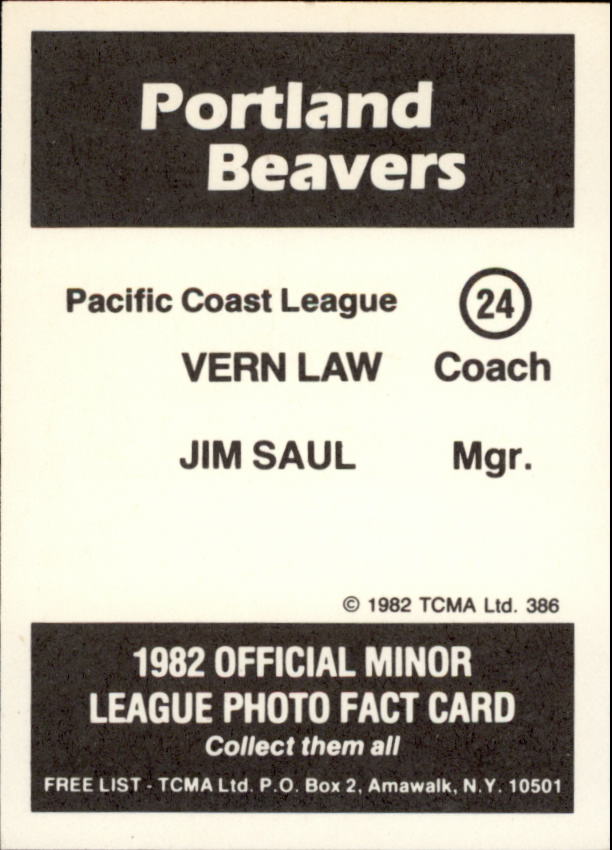 Portland
Beavers
Pacific Coast League 24
VERN LAW Coach
JIM SAUL Mgr.
© 1982 TCMA Ltd. 386
1982 OFFICIAL MINOR
LEAGUE PHOTO FACT CARD
Collect them all
FREE LIST - TCMA Ltd. P.O. Box 2, Amawalk, N.Y. 10501